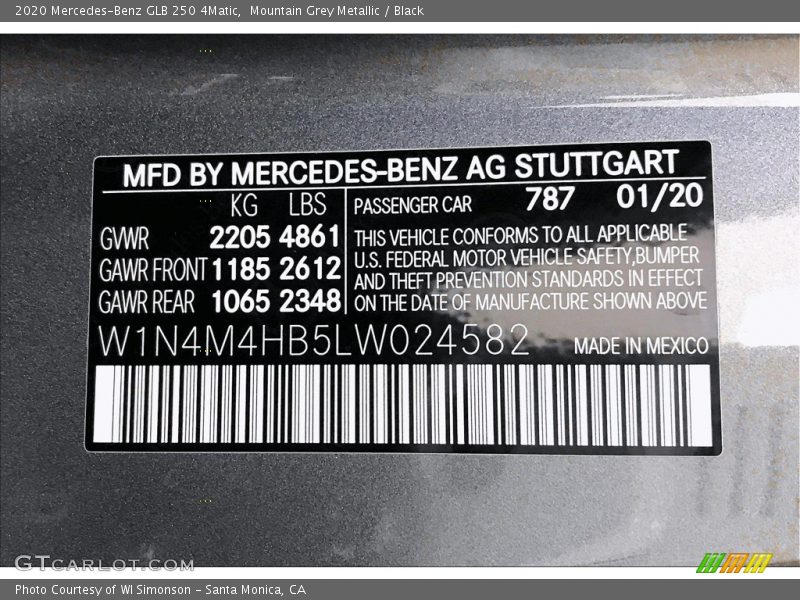 2020 Mercedes-Benz GLB 250 4Matic,  Mountain Grey Metallic / Black
MFD BY MERCEDES-BENZ AG STUTTGART
KG LBS
GVWR 2205 4861
GAWR FRONT 1185 2612
GAWR REAR 1065 2348
PASSENGER CAR 787 01/20
THIS VEHICLE CONFORMS TO ALL APPLICABLE
U.S. FEDERAL MOTOR VEHICLE SAFETY,BUMPER
AND THEFT PREVENTION STANDARDS IN EFFECT
ON THE DATE OF MANUFACTURE SHOWN ABOVE
W1N4M4HB5LW024582
MADE IN MEXICO
GTCARLOT.COM
Photo Courtesy of WI Simonson - Santa Monica, CA